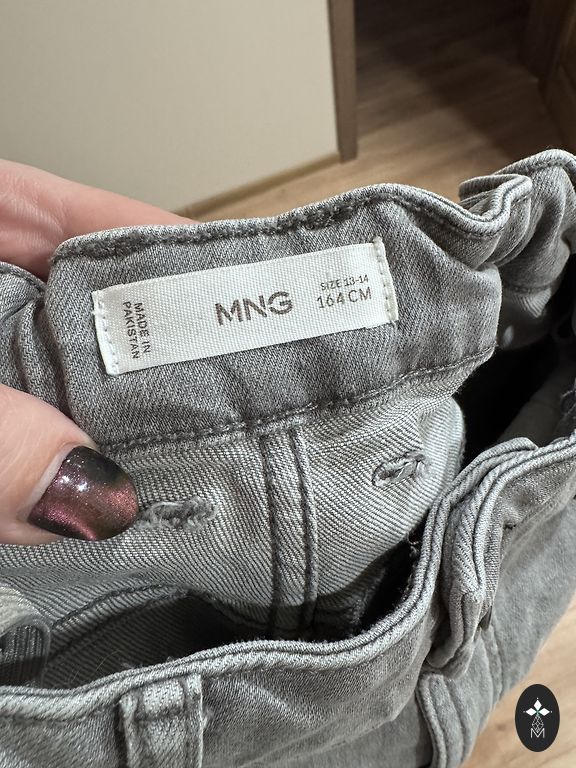 MADE IN
PAKISTAN
MNG
SIZE 13-14
164 CM